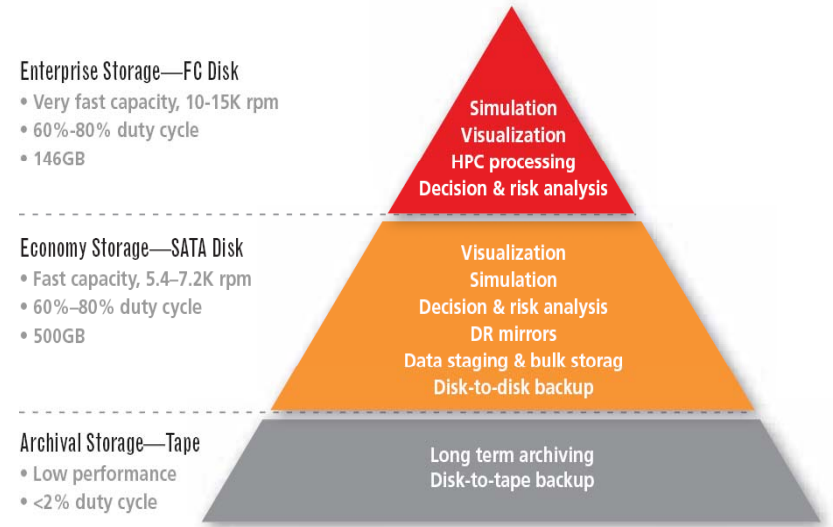 Enterprise Storage—FC Disk
• Very fast capacity, 10-15K rpm
• 60%-80% duty cycle
• 146GB
Simulation
Visualization
HPC processing
Decision & risk analysis
Economy Storage—SATA Disk
• Fast capacity, 5.4–7.2K rpm
• 60%–80% duty cycle
• 500GB
Visualization
Simulation
Decision & risk analysis
DR mirrors
Data staging & bulk storag
Disk-to-disk backup
Archival Storage—Tape
• Low performance
• <2% duty cycle
Long term archiving
Disk-to-tape backup